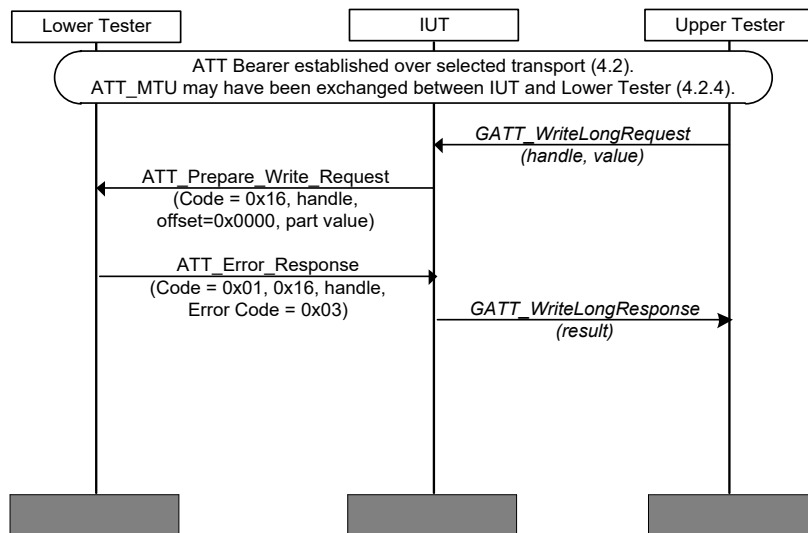 Lower Tester
IUT
Upper Tester
ATT Bearer established over selected transport (4.2).
ATT_MTU may have been exchanged between IUT and Lower Tester (4.2.4).
GATT_WriteLongRequest
(handle, value)
ATT_Prepare_Write_Request
(Code = 0x16, handle,
offset=0x0000, part value)
ATT_Error_Response
(Code = 0x01, 0x16, handle,
Error Code = 0x03)
GATT_WriteLongResponse
(result)